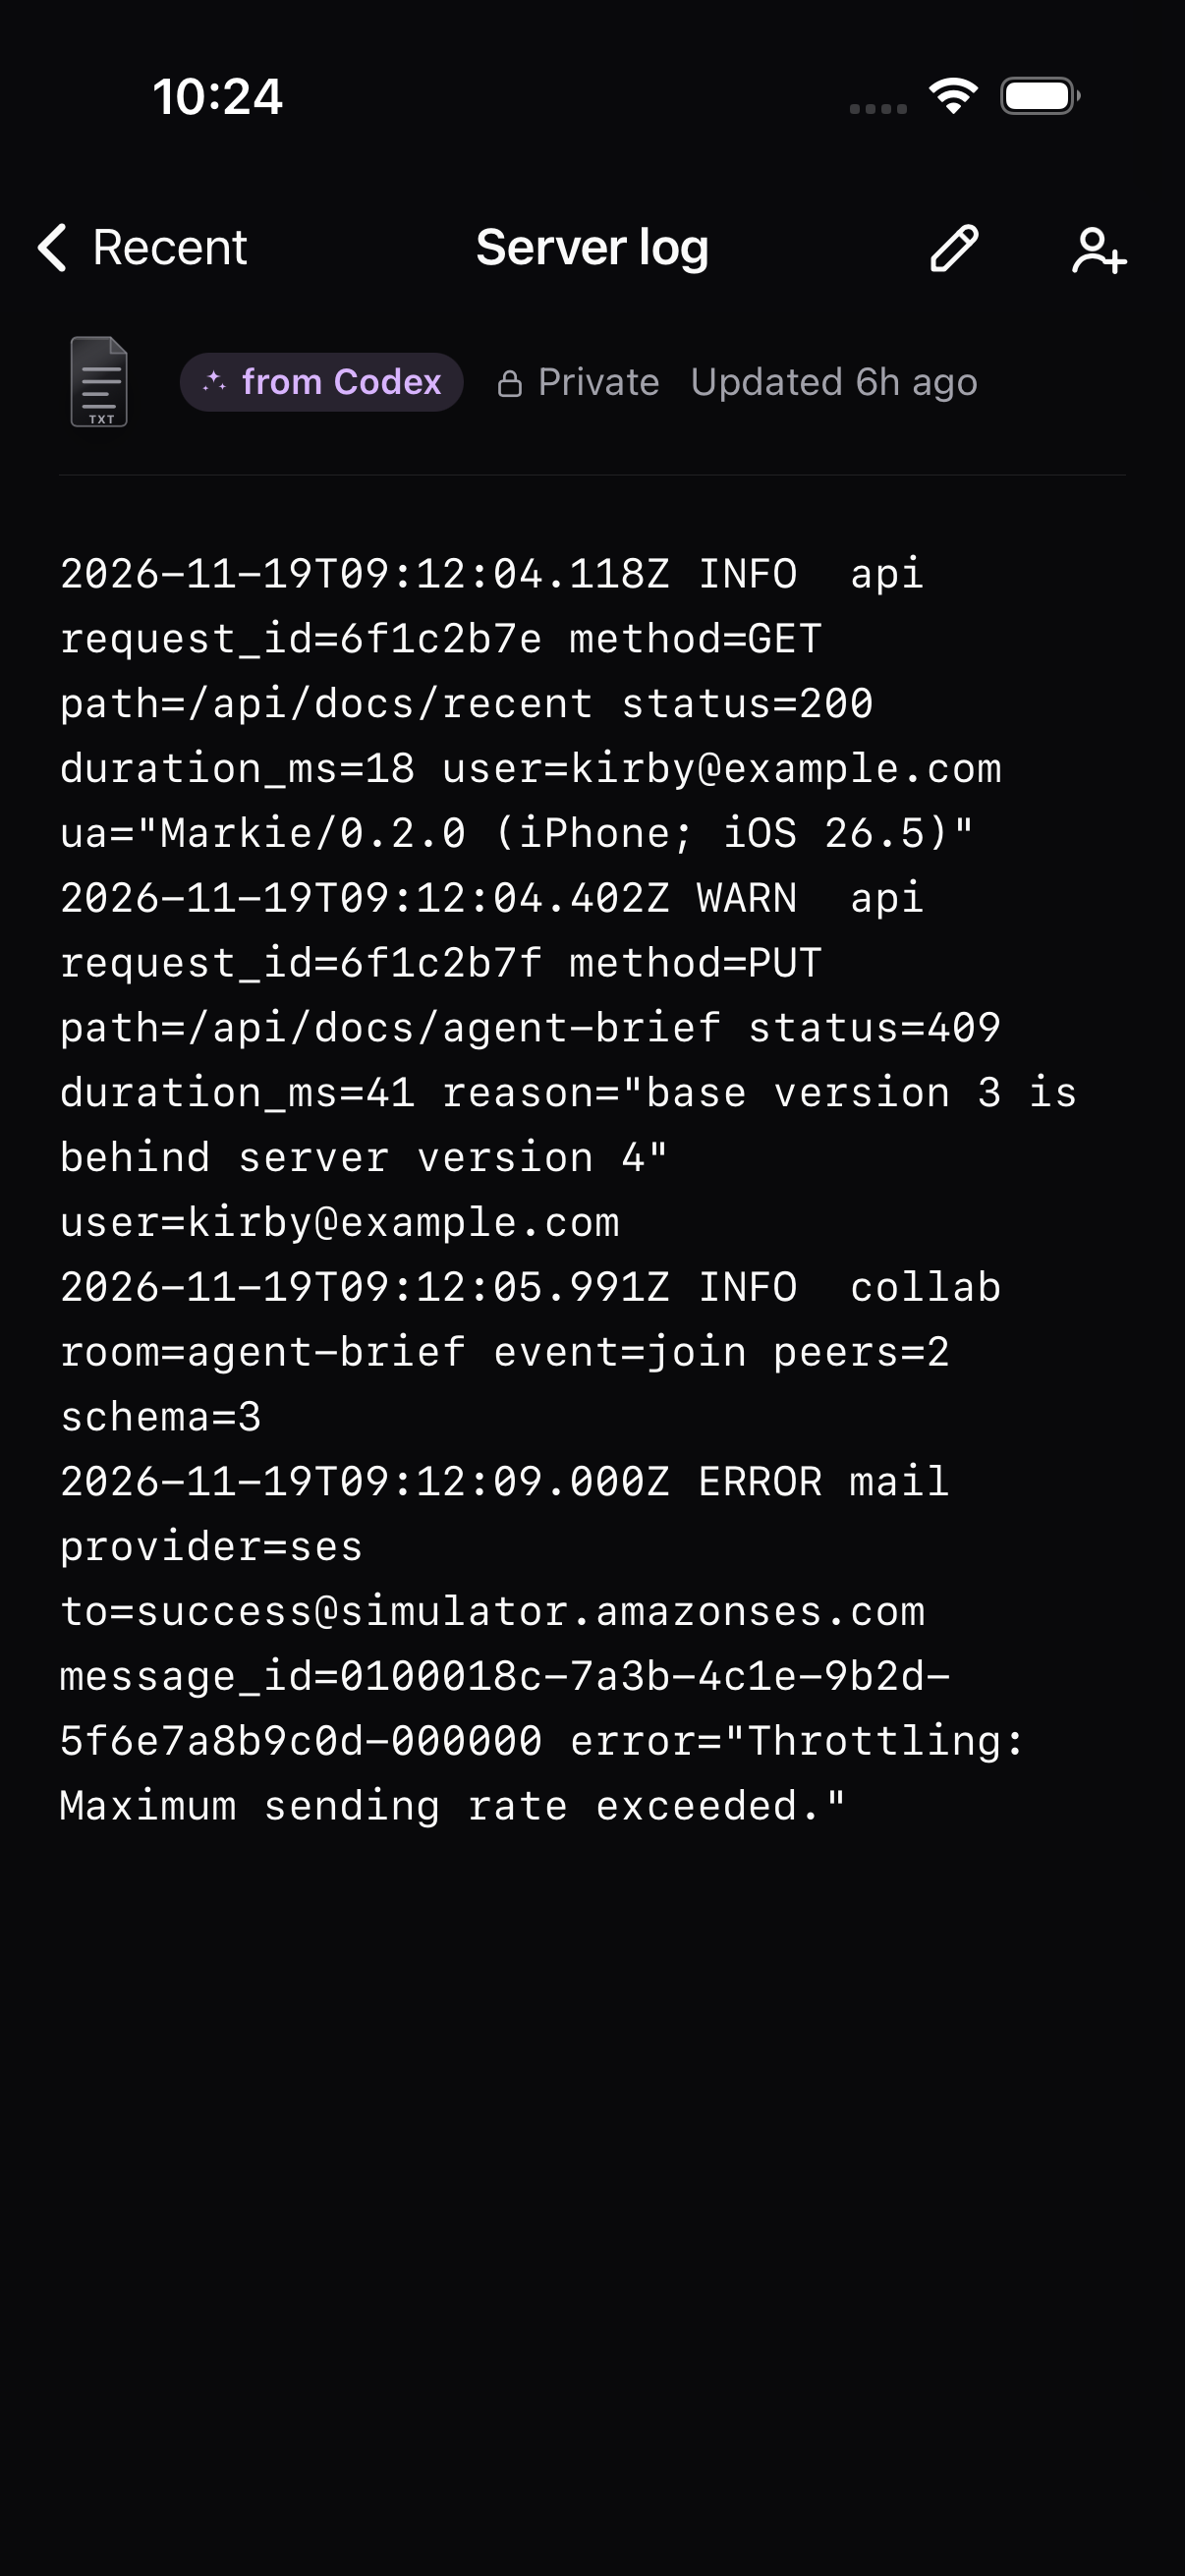 10:24
Recent
Server log
TXT
from Codex
Private
Updated 6h ago
2026-11-19T09:12:04.118Z INFO  api
request_id=6f1c2b7e method=GET
path=/api/docs/recent status=200
duration_ms=18 user=kirby@example.com
ua="Markie/0.2.0 (iPhone; iOS 26.5)"
2026-11-19T09:12:04.402Z WARN  api
request_id=6f1c2b7f method=PUT
path=/api/docs/agent-brief status=409
duration_ms=41 reason="base version 3 is
behind server version 4"
user=kirby@example.com
2026-11-19T09:12:05.991Z INFO  collab
room=agent-brief event=join peers=2
schema=3
2026-11-19T09:12:09.000Z ERROR mail
provider=ses
to=success@simulator.amazonses.com
message_id=0100018c-7a3b-4c1e-9b2d-
5f6e7a8b9c0d-000000 error="Throttling:
Maximum sending rate exceeded."